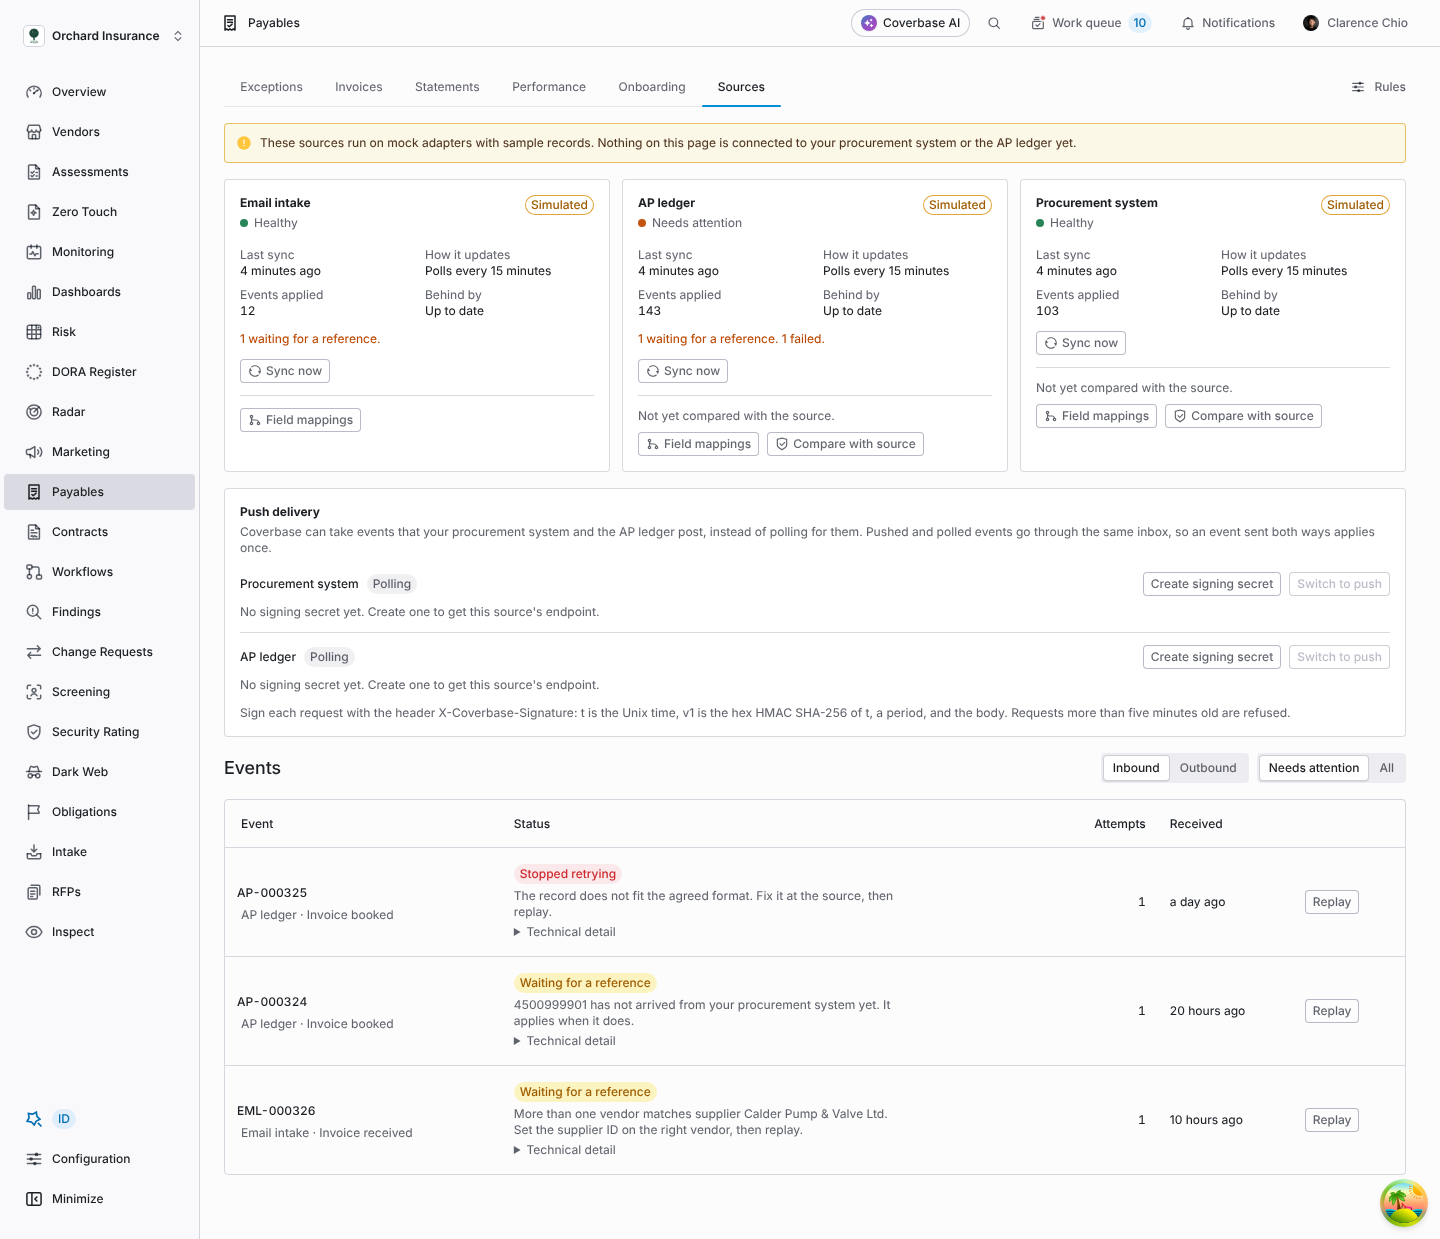 Orchard Insurance
Payables
Coverbase AI
Work queue 10
Notifications
Clarence Chio
Overview
Vendors
Assessments
Zero Touch
Monitoring
Dashboards
Risk
DORA Register
Radar
Marketing
Payables
Contracts
Workflows
Findings
Change Requests
Screening
Security Rating
Dark Web
Obligations
Intake
RFPs
Inspect
ID
Configuration
Minimize
Exceptions
Invoices
Statements
Performance
Onboarding
Sources
Rules
These sources run on mock adapters with sample records. Nothing on this page is connected to your procurement system or the AP ledger yet.
Email intake
Simulated
Healthy
Last sync
4 minutes ago
How it updates
Polls every 15 minutes
Events applied
12
Behind by
Up to date
1 waiting for a reference.
Sync now
Field mappings
AP ledger
Simulated
Needs attention
Last sync
4 minutes ago
How it updates
Polls every 15 minutes
Events applied
143
Behind by
Up to date
1 waiting for a reference. 1 failed.
Sync now
Not yet compared with the source.
Field mappings
Compare with source
Procurement system
Simulated
Healthy
Last sync
4 minutes ago
How it updates
Polls every 15 minutes
Events applied
103
Behind by
Up to date
Sync now
Not yet compared with the source.
Field mappings
Compare with source
Push delivery
Coverbase can take events that your procurement system and the AP ledger post, instead of polling for them. Pushed and polled events go through the same inbox, so an event sent both ways applies
once.
Procurement system Polling
Create signing secret
Switch to push
No signing secret yet. Create one to get this source's endpoint.
AP ledger Polling
Create signing secret
Switch to push
No signing secret yet. Create one to get this source's endpoint.
Sign each request with the header X-Coverbase-Signature: t is the Unix time, v1 is the hex HMAC SHA-256 of t, a period, and the body. Requests more than five minutes old are refused.
Events
Inbound
Outbound
Needs attention
All
Event
Status
Attempts
Received
AP-000325
AP ledger · Invoice booked
Stopped retrying
The record does not fit the agreed format. Fix it at the source, then
replay.
Technical detail
1
a day ago
Replay
AP-000324
AP ledger · Invoice booked
Waiting for a reference
4500999901 has not arrived from your procurement system yet. It
applies when it does.
Technical detail
1
20 hours ago
Replay
EML-000326
Email intake · Invoice received
Waiting for a reference
More than one vendor matches supplier Calder Pump & Valve Ltd.
Set the supplier ID on the right vendor, then replay.
Technical detail
1
10 hours ago
Replay